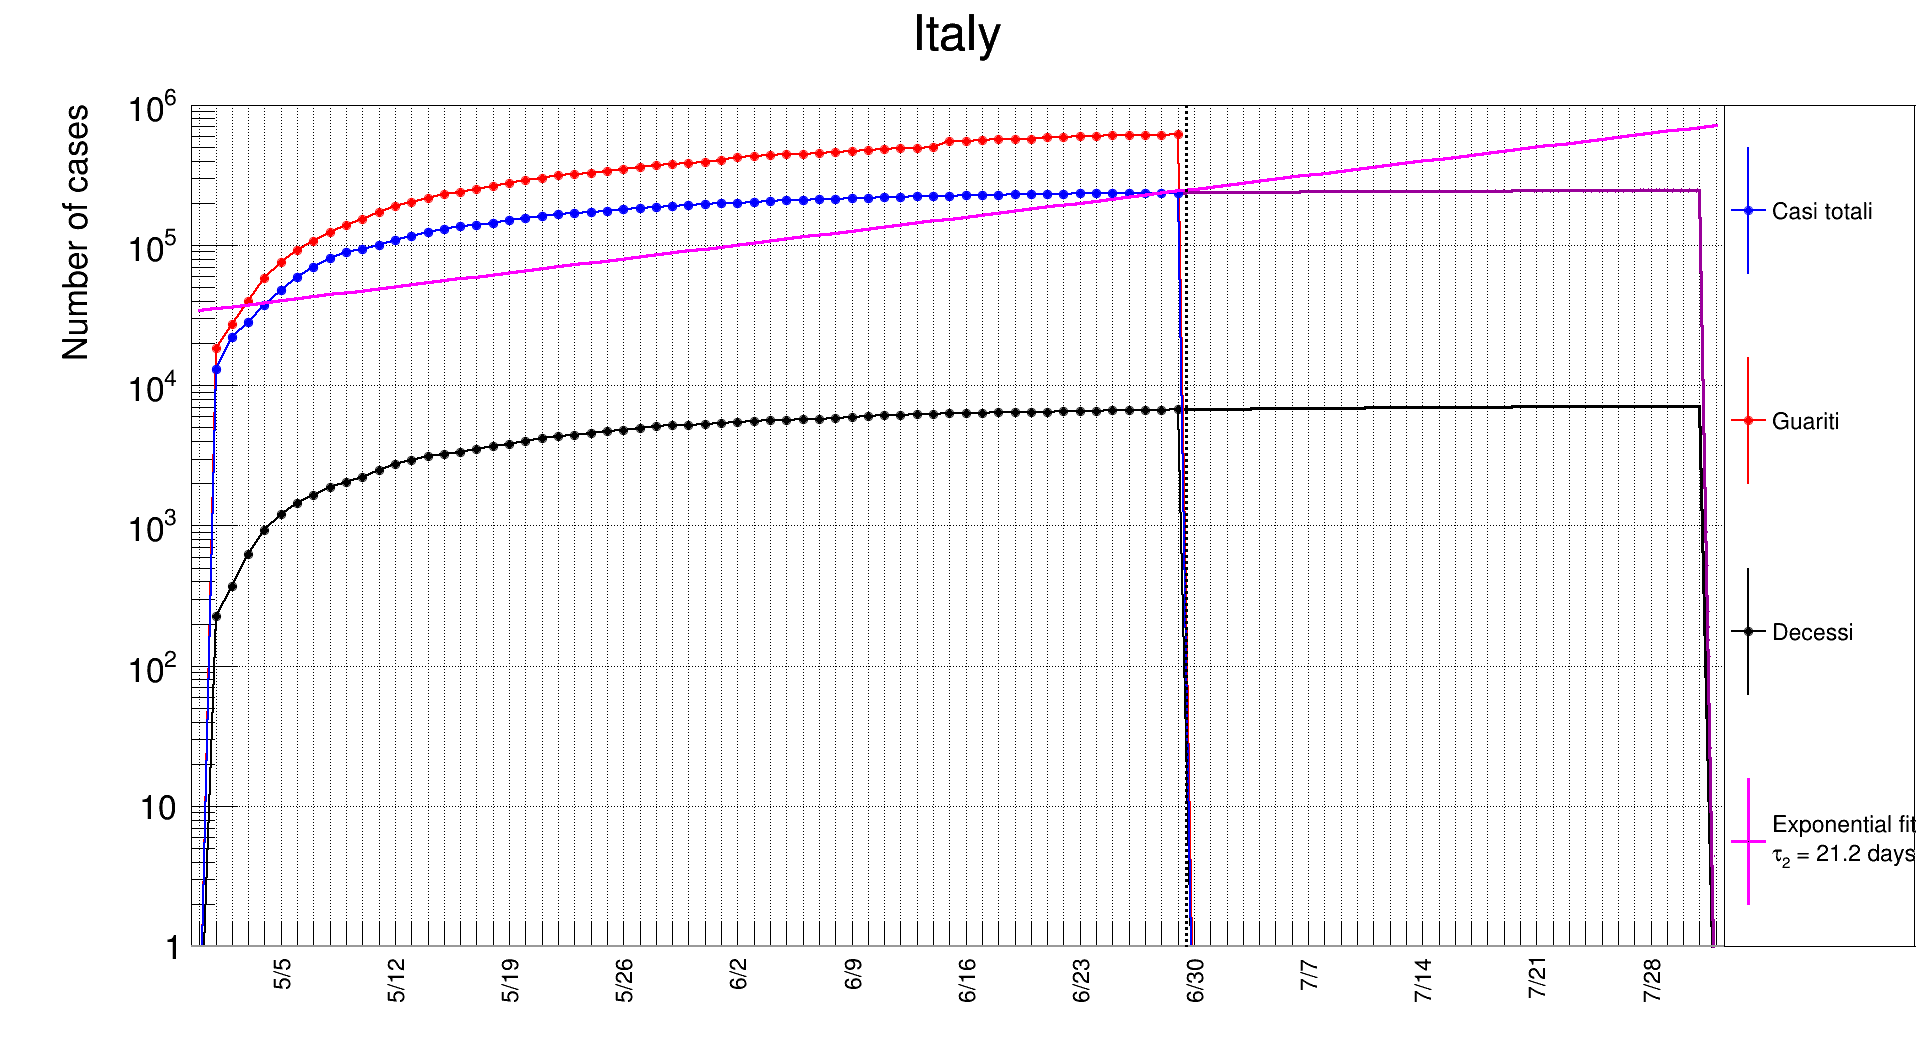 Italy
Number of cases
10^6
10^5
10^4
10^3
10^2
10
1
5/5
5/12
5/19
5/26
6/2
6/9
6/16
6/23
6/30
7/7
7/14
7/21
7/28
Casi totali
Guariti
Decessi
Exponential fit
τ_2 = 21.2 days